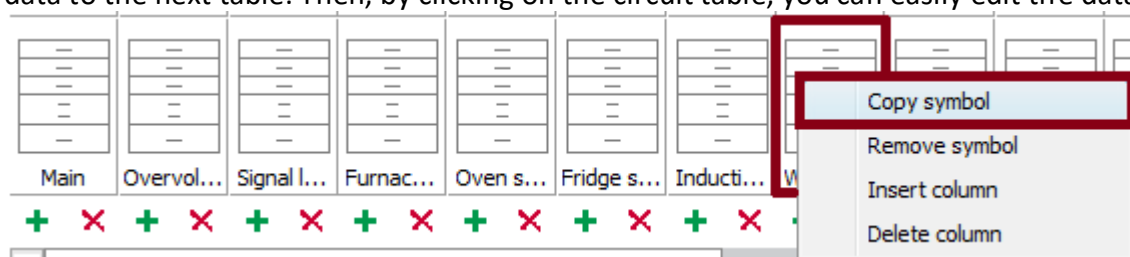 data to the next table. Then, by clicking on the circuit table, you can easily edit the data
Copy symbol
Remove symbol
Main Overvol... Signal l... Furnac... Oven s... Fridge s... Inducti... W
Insert column
Delete column